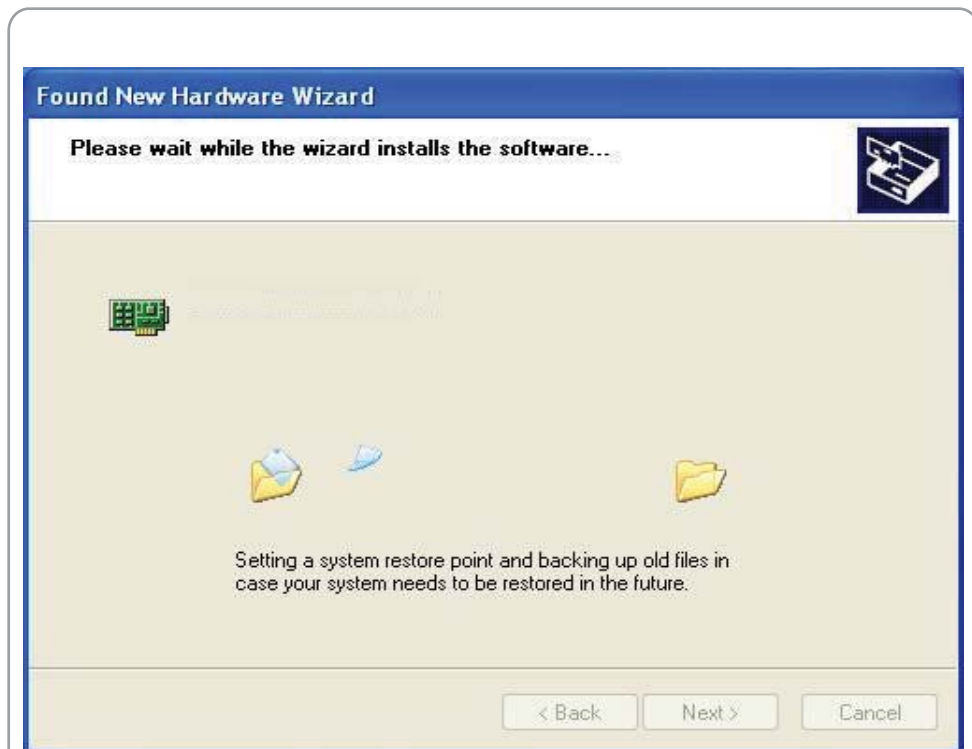 Found New Hardware Wizard
Please wait while the wizard installs the software...
Setting a system restore point and backing up old files in
case your system needs to be restored in the future.
< Back
Next >
Cancel